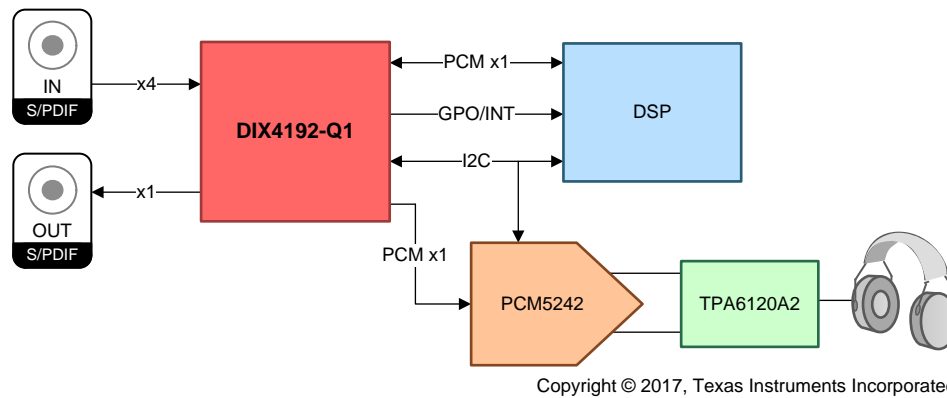 IN
S/PDIF
x4
OUT
S/PDIF
x1
DIX4192-Q1
PCM x1
GPO/INT
I2C
DSP
PCM x1
PCM5242
TPA6120A2
Copyright © 2017, Texas Instruments Incorporated